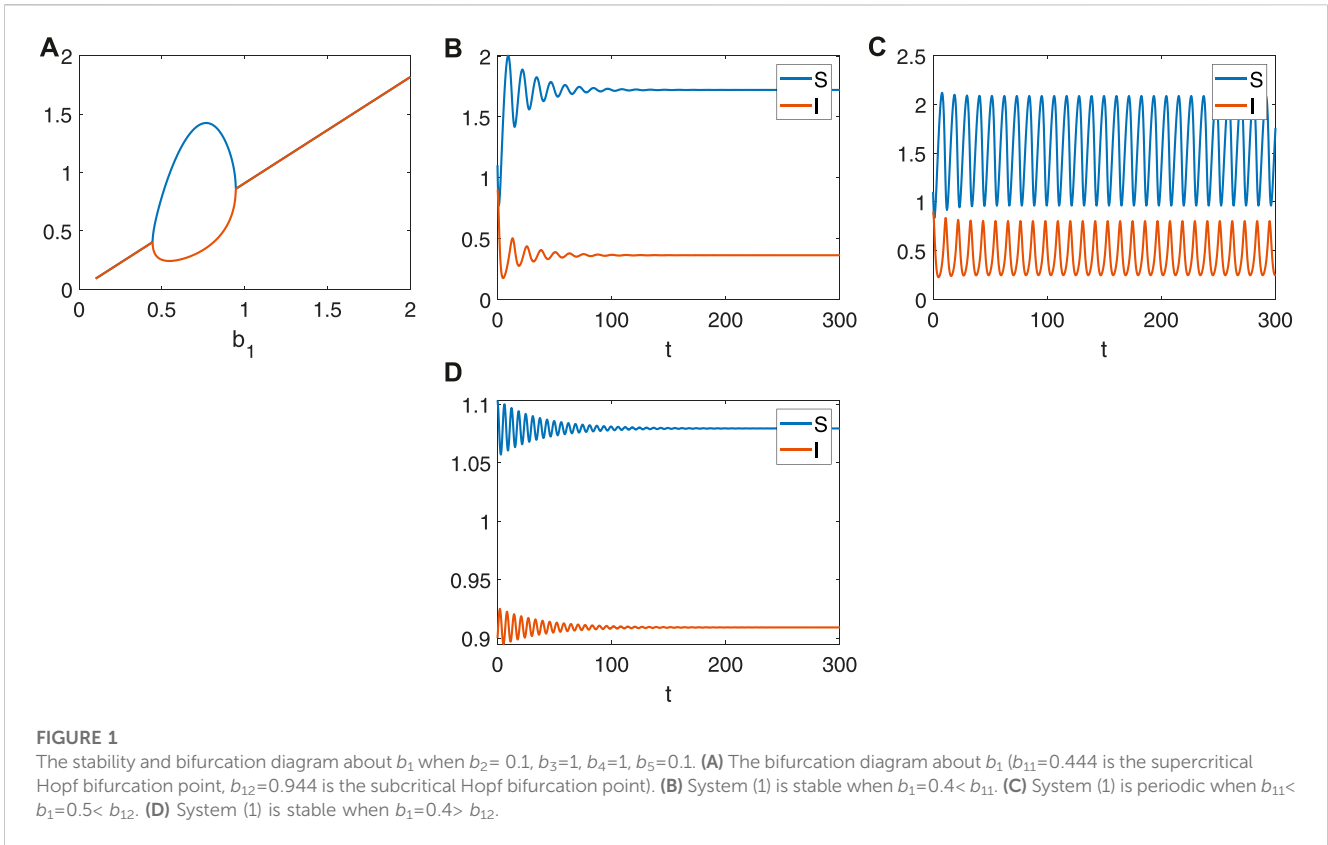 A
2
1.5
1
0.5
0
0 0.5 1 1.5 2
b1
B
2
1.5
1
0.5
0
S
I
0 100 200 300
t
C
2.5
2
1.5
1
0.5
0
S
I
0 100 200 300
t
D
1.1
1.05
1
0.95
0.9
S
I
0 100 200 300
t
FIGURE 1
The stability and bifurcation diagram about b1 when b2= 0.1, b3=1, b4=1, b5=0.1. (A) The bifurcation diagram about b1 (b11=0.444 is the supercritical
Hopf bifurcation point, b12=0.944 is the subcritical Hopf bifurcation point). (B) System (1) is stable when b1=0.4< b11. (C) System (1) is periodic when b11<
b1=0.5< b12. (D) System (1) is stable when b1=0.4> b12.